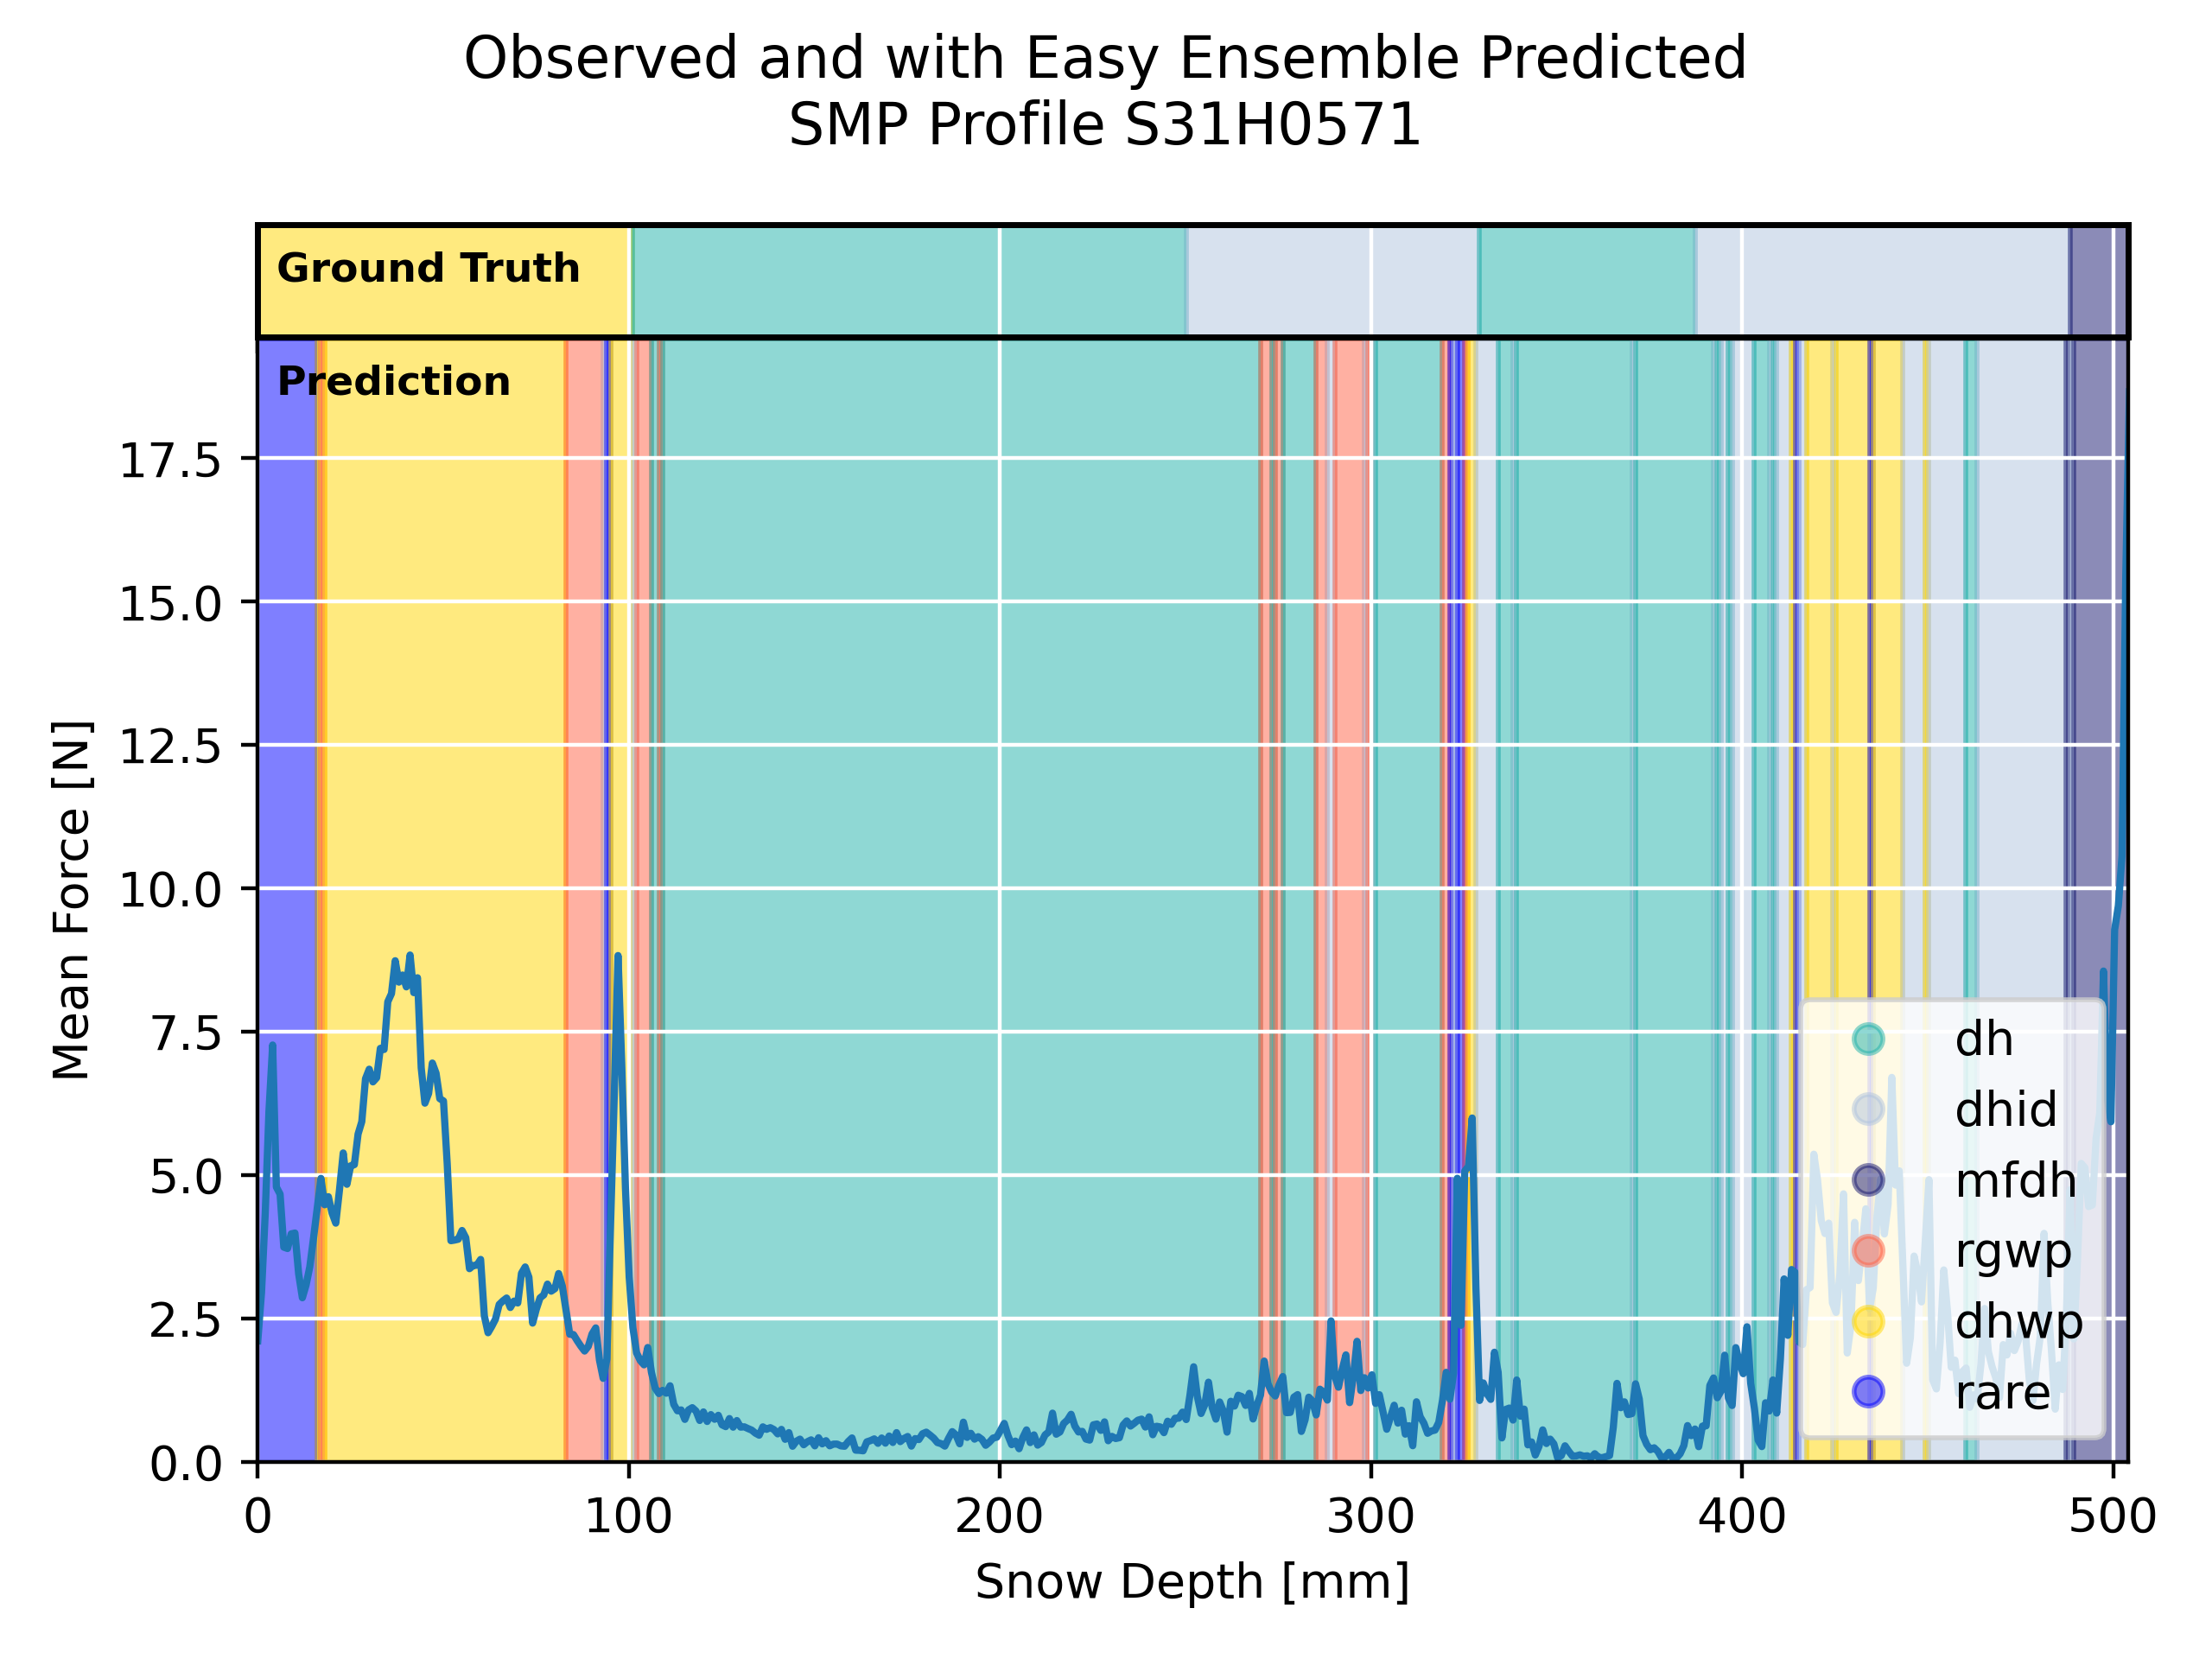 Observed and with Easy Ensemble Predicted
SMP Profile S31H0571
Ground Truth
Prediction
17.5
15.0
12.5
10.0
7.5
5.0
2.5
0.0
Mean Force [N]
dh
dhid
mfdh
rgwp
dhwp
rare
0 100 200 300 400 500
Snow Depth [mm]